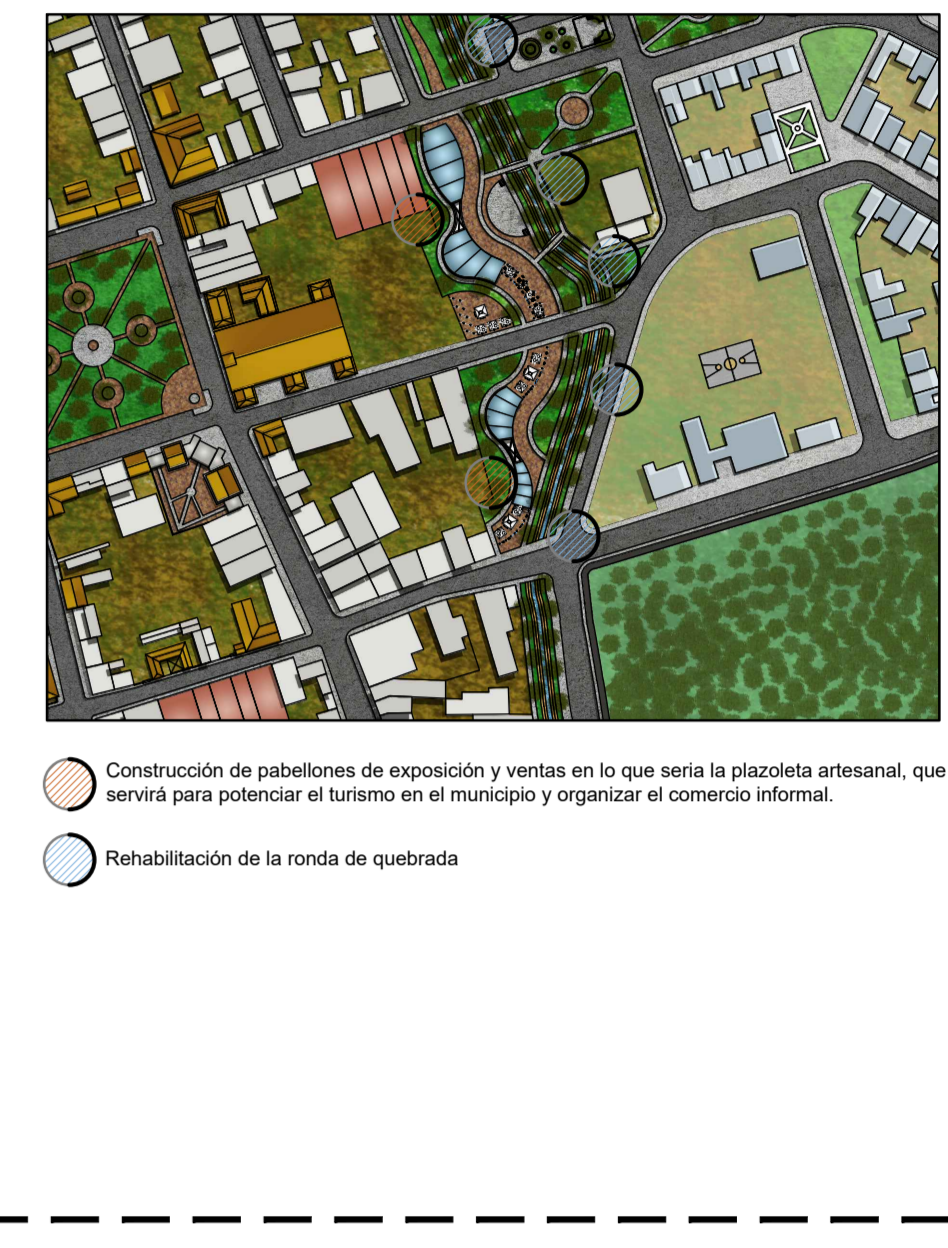 Construcción de pabellones de exposición y ventas en lo que seria la plazoleta artesanal, que
servirá para potenciar el turismo en el municipio y organizar el comercio informal.
Rehabilitación de la ronda de quebrada